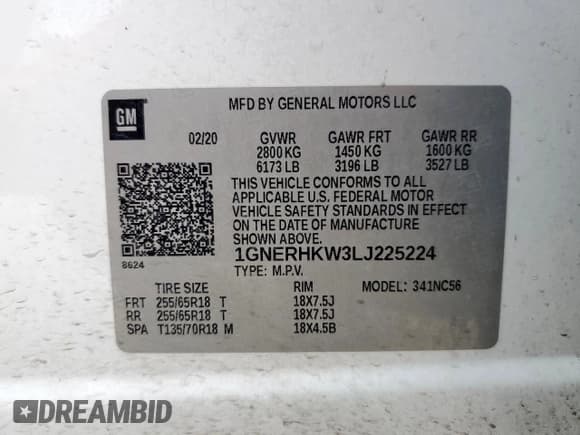 GM
MFD BY GENERAL MOTORS LLC
02/20 GVWR GAWR FRT GAWR RR
2800 KG 1450 KG 1600 KG
6173 LB 3196 LB 3527 LB
THIS VEHICLE CONFORMS TO ALL
APPLICABLE U.S. FEDERAL MOTOR
VEHICLE SAFETY STANDARDS IN EFFECT
ON THE DATE OF MANUFACTURE
SHOWN ABOVE.
1GNERHKW3LJ225224
8624
TYPE: M.P.V.
TIRE SIZE RIM MODEL: 341NC56
FRT 255/65R18 T 18X7.5J
RR 255/65R18 T 18X7.5J
SPA T135/70R18 M 18X4.5B
DREAMBID